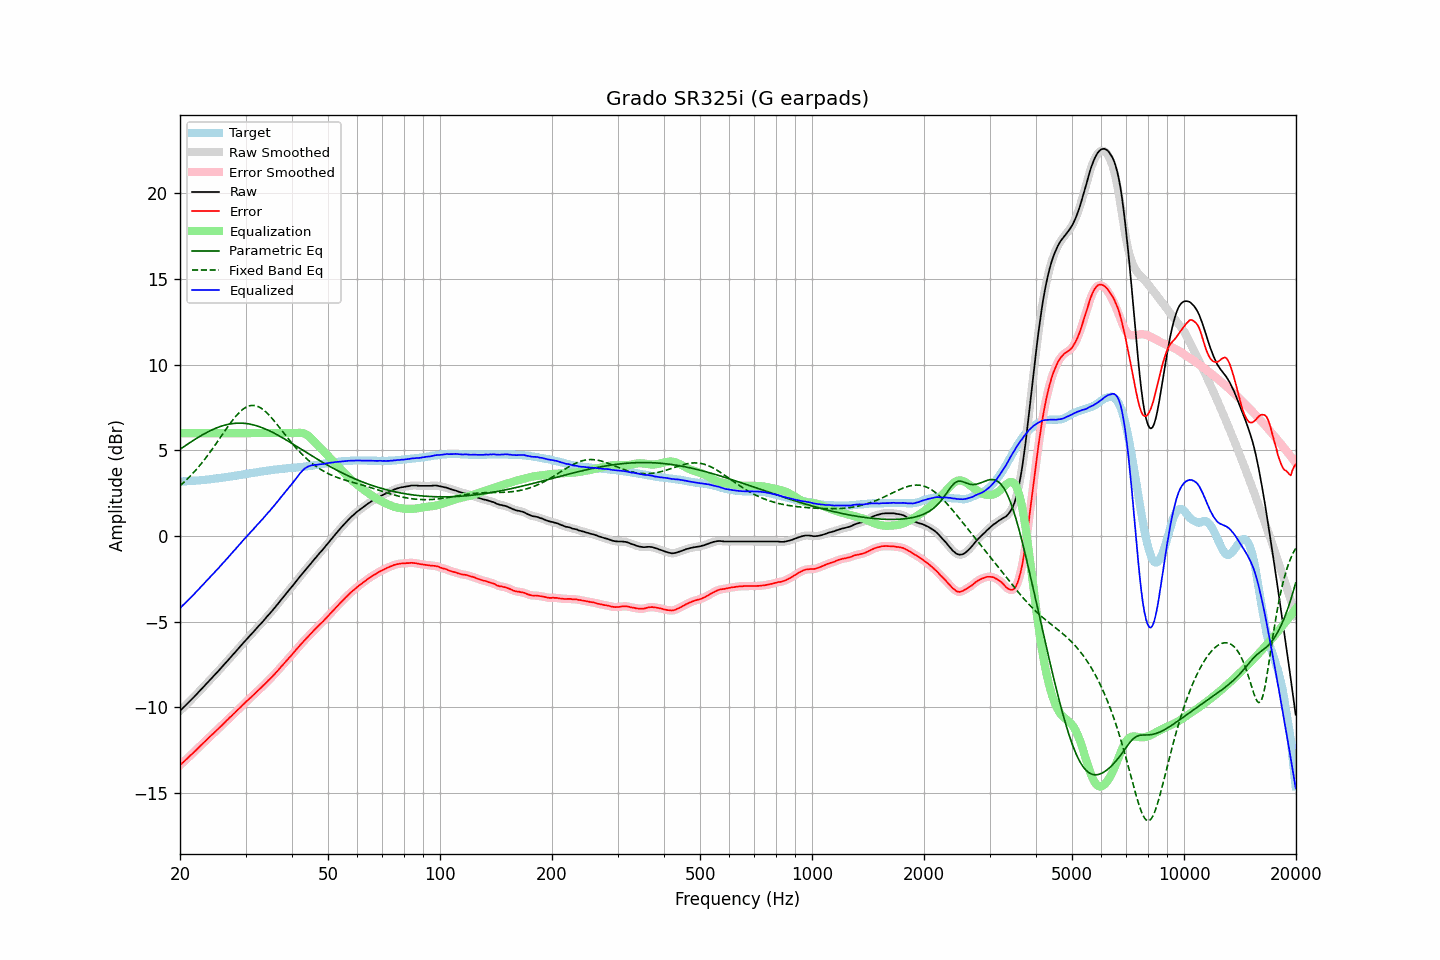 Grado SR325i (G earpads)
Target
Raw Smoothed
Error Smoothed
Raw
Error
Equalization
Parametric Eq
Fixed Band Eq
Equalized
Amplitude (dBr)
20
15
10
5
0
−5
−10
−15
20 50 100 200 500 1000 2000 5000 10000 20000
Frequency (Hz)